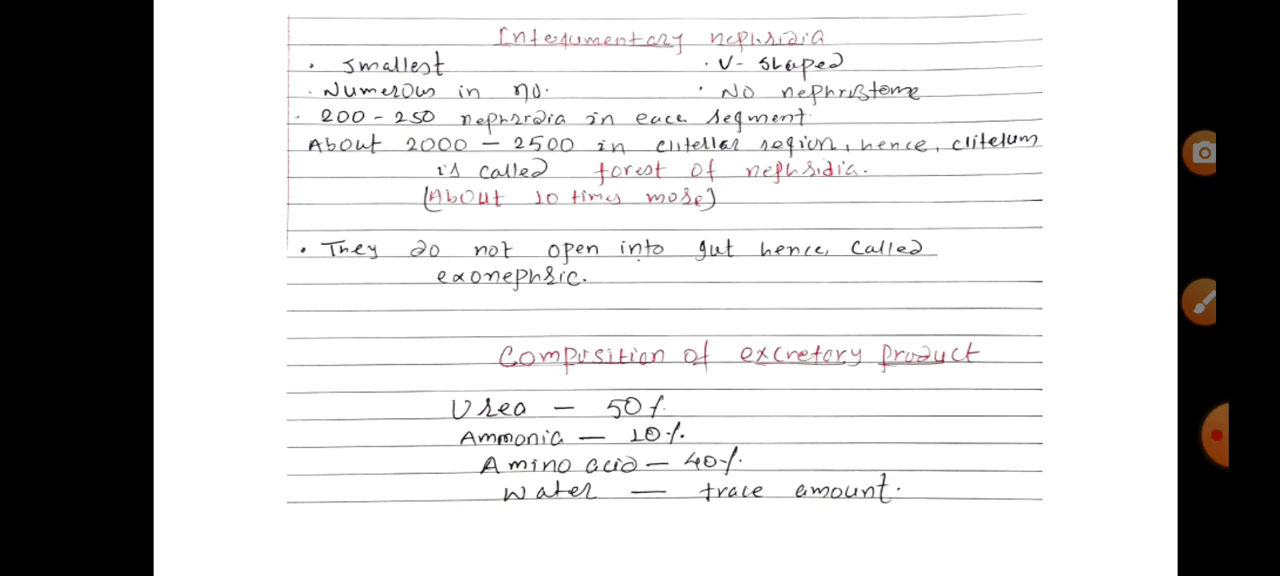 Integumentary nephridia
· Smallest · V- shaped
· Numerous in no. · No nephrostome
· 200 - 250 nephridia in each segment.
About 2000 - 2500 in clitellar region, hence, clitelum
is called forest of nephridia.
(About 10 times more)
· They do not open into gut hence, called
exonephric.
Composition of excretory product
Urea - 50%.
Ammonia - 10%.
Amino acid - 40%.
Water - trace amount.